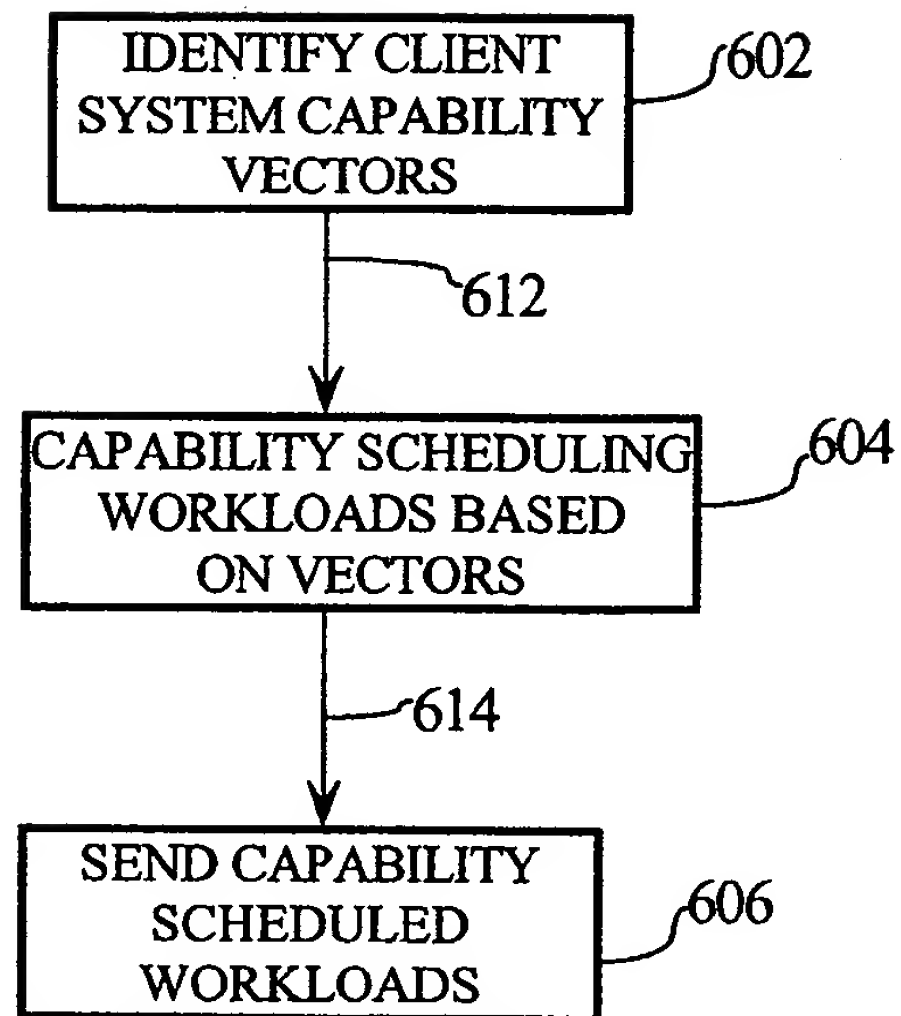 IDENTIFY CLIENT
SYSTEM CAPABILITY
VECTORS
602
612
CAPABILITY SCHEDULING
WORKLOADS BASED
ON VECTORS
604
614
SEND CAPABILITY
SCHEDULED
WORKLOADS
606